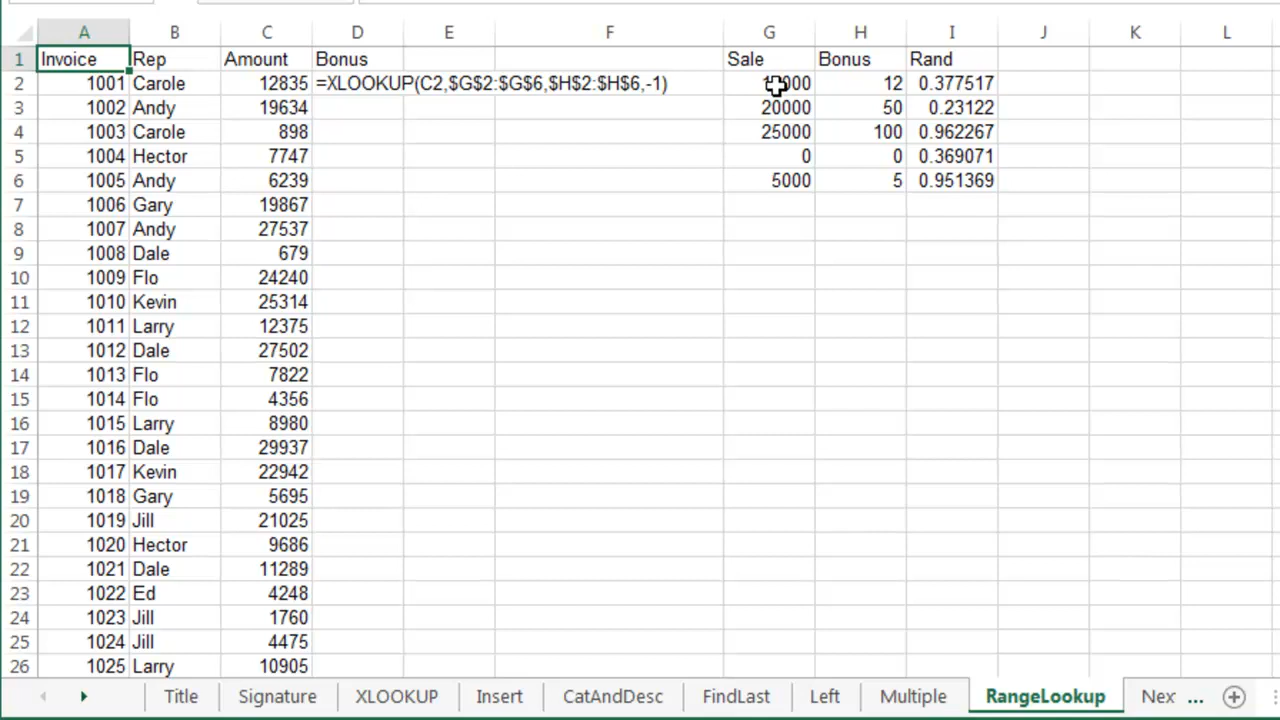 A B C D E F G H I J K L
1 Invoice Rep Amount Bonus Sale Bonus Rand
2 1001 Carole 12835 =XLOOKUP(C2,$G$2:$G$6,$H$2:$H$6,-1) 12 0.377517
3 1002 Andy 19634 20000 50 0.23122
4 1003 Carole 898 25000 100 0.962267
5 1004 Hector 7747 0 0 0.369071
6 1005 Andy 6239 5000 5 0.951369
7 1006 Gary 19867
8 1007 Andy 27537
9 1008 Dale 679
10 1009 Flo 24240
11 1010 Kevin 25314
12 1011 Larry 12375
13 1012 Dale 27502
14 1013 Flo 7822
15 1014 Flo 4356
16 1015 Larry 8980
17 1016 Dale 29937
18 1017 Kevin 22942
19 1018 Gary 5695
20 1019 Jill 21025
21 1020 Hector 9686
22 1021 Dale 11289
23 1022 Ed 4248
24 1023 Jill 1760
25 1024 Jill 4475
26 1025 Larry 10905
Title Signature XLOOKUP Insert CatAndDesc FindLast Left Multiple RangeLookup Nex ...